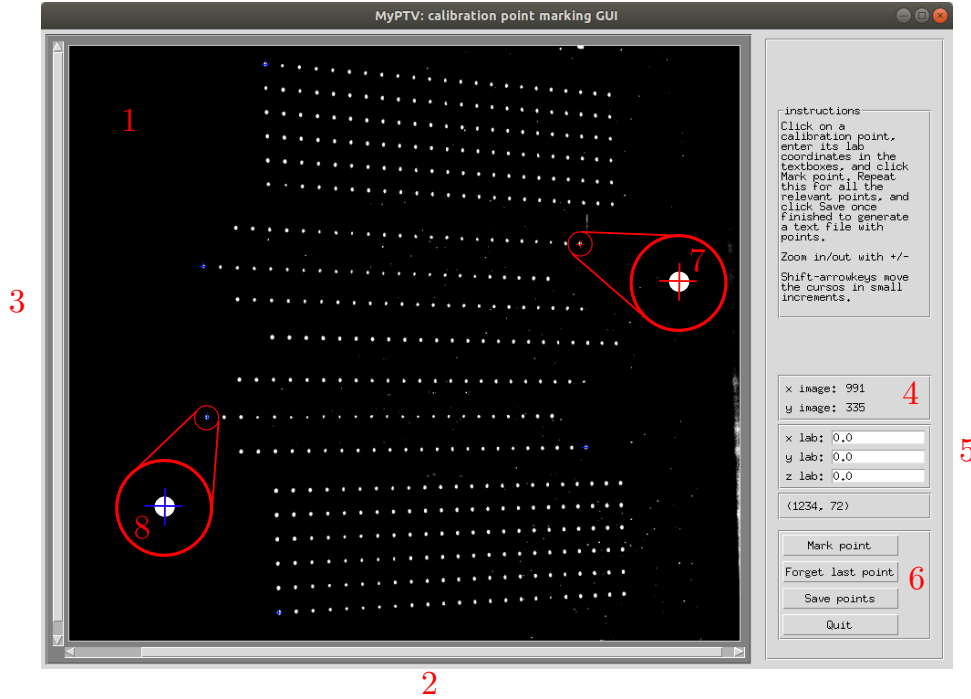 MyPTV: calibration point marking GUI
1
instructions
Click on a
calibration point,
enter its lab
coordinates in the
textboxes, and click
Mark point. Repeat
this for all the
relevant points, and
click Save once
finished to generate
a text file with
points.
Zoom in/out with +/-
Shift-arrowkeys move
the cursos in small
increments.
7
3
x image: 991
y image: 335
4
x lab: 0.0
y lab: 0.0
z lab: 0.0
5
(1234, 72)
8
Mark point
Forget last point
Save points
Quit
6
2